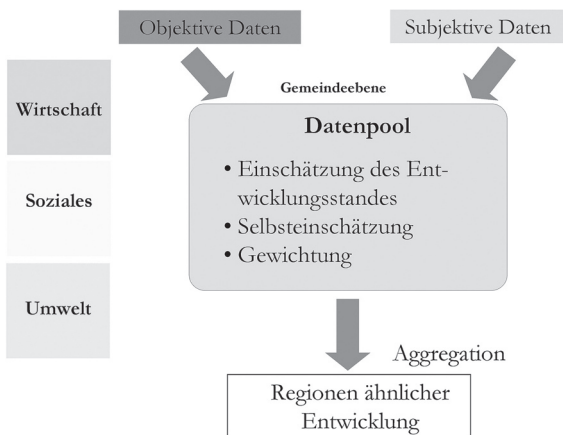 Objektive Daten
Subjektive Daten
Wirtschaft
Soziales
Umwelt
Gemeindeebene
Datenpool
• Einschätzung des Ent-
wicklungsstandes
• Selbsteinschätzung
• Gewichtung
Aggregation
Regionen ähnlicher
Entwicklung